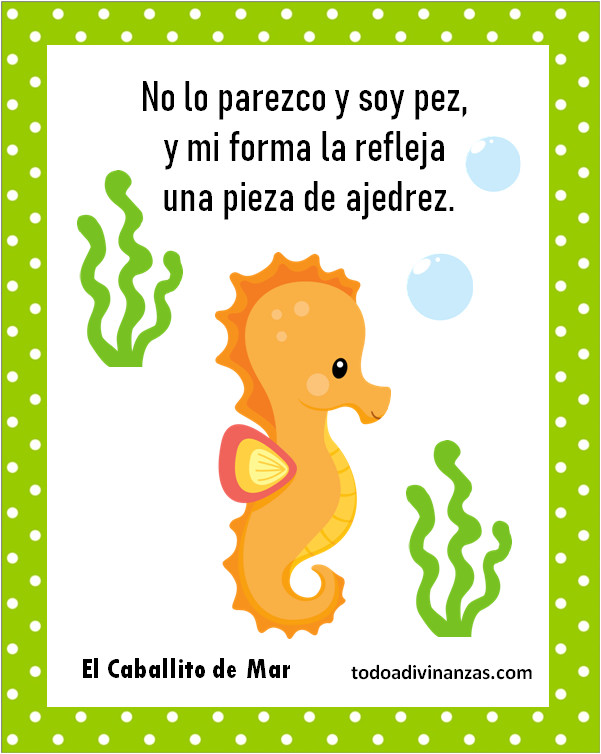 No lo parezco y soy pez,
y mi forma la refleja
una pieza de ajedrez.
El Caballito de Mar
todoadivinanzas.com